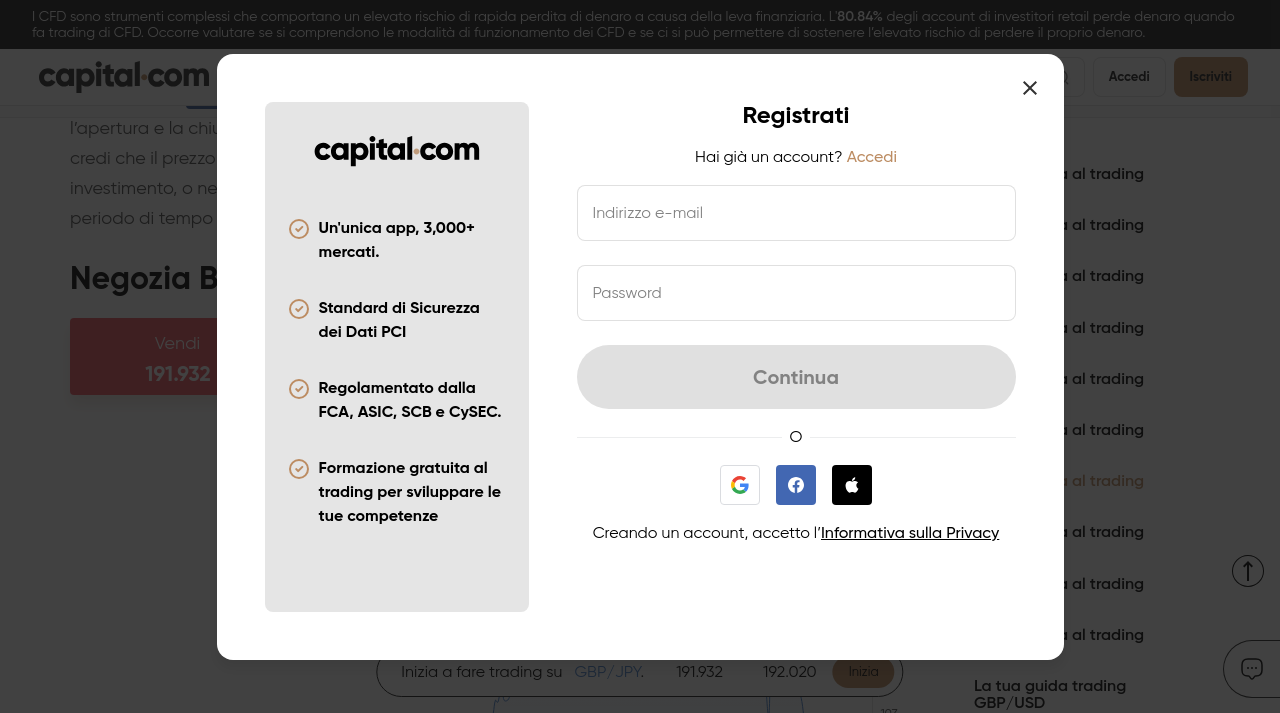 I CFD sono strumenti complessi che comportano un elevato rischio di rapida perdita di denaro a causa della leva finanziaria. L'80.84% degli account di investitori retail perde denaro quando
fa trading di CFD. Occorre valutare se si comprendono le modalità di funzionamento dei CFD e se ci si può permettere di sostenere l'elevato rischio di perdere il proprio denaro.
capital.com
Accedi
Iscriviti
l'apertura e la chiu
credi che il prezzo
investimento, o ne
periodo di tempo
Negozia B
Vendi
191.932
capital.com
Un'unica app, 3,000+
mercati.
Standard di Sicurezza
dei Dati PCI
Regolamentato dalla
FCA, ASIC, SCB e CySEC.
Formazione gratuita al
trading per sviluppare le
tue competenze
Registrati
Hai già un account? Accedi
Indirizzo e-mail
Password
Continua
O
Creando un account, accetto l'Informativa sulla Privacy
a al trading
a al trading
a al trading
a al trading
a al trading
a al trading
a al trading
a al trading
a al trading
a al trading
La tua guida trading
GBP/USD
Inizia a fare trading su GBP/JPY. 191.932 192.020 Inizia